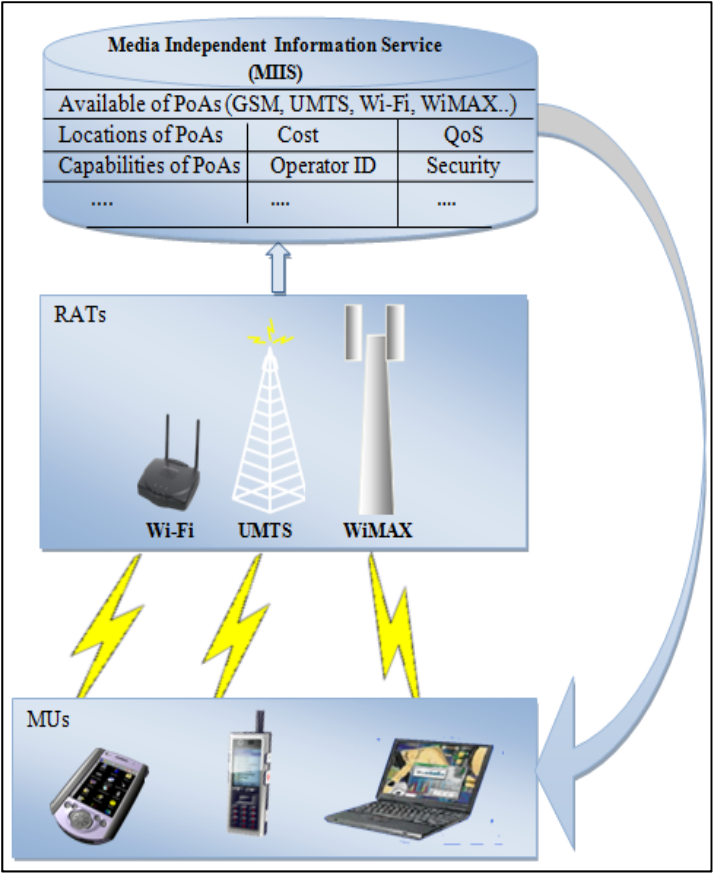 Media Independent Information Service
(MIIS)
Available of PoAs (GSM, UMTS, Wi-Fi, WiMAX..)
Locations of PoAs Cost QoS
Capabilities of PoAs Operator ID Security
.... .... ....
RATs
Wi-Fi UMTS WiMAX
MUs